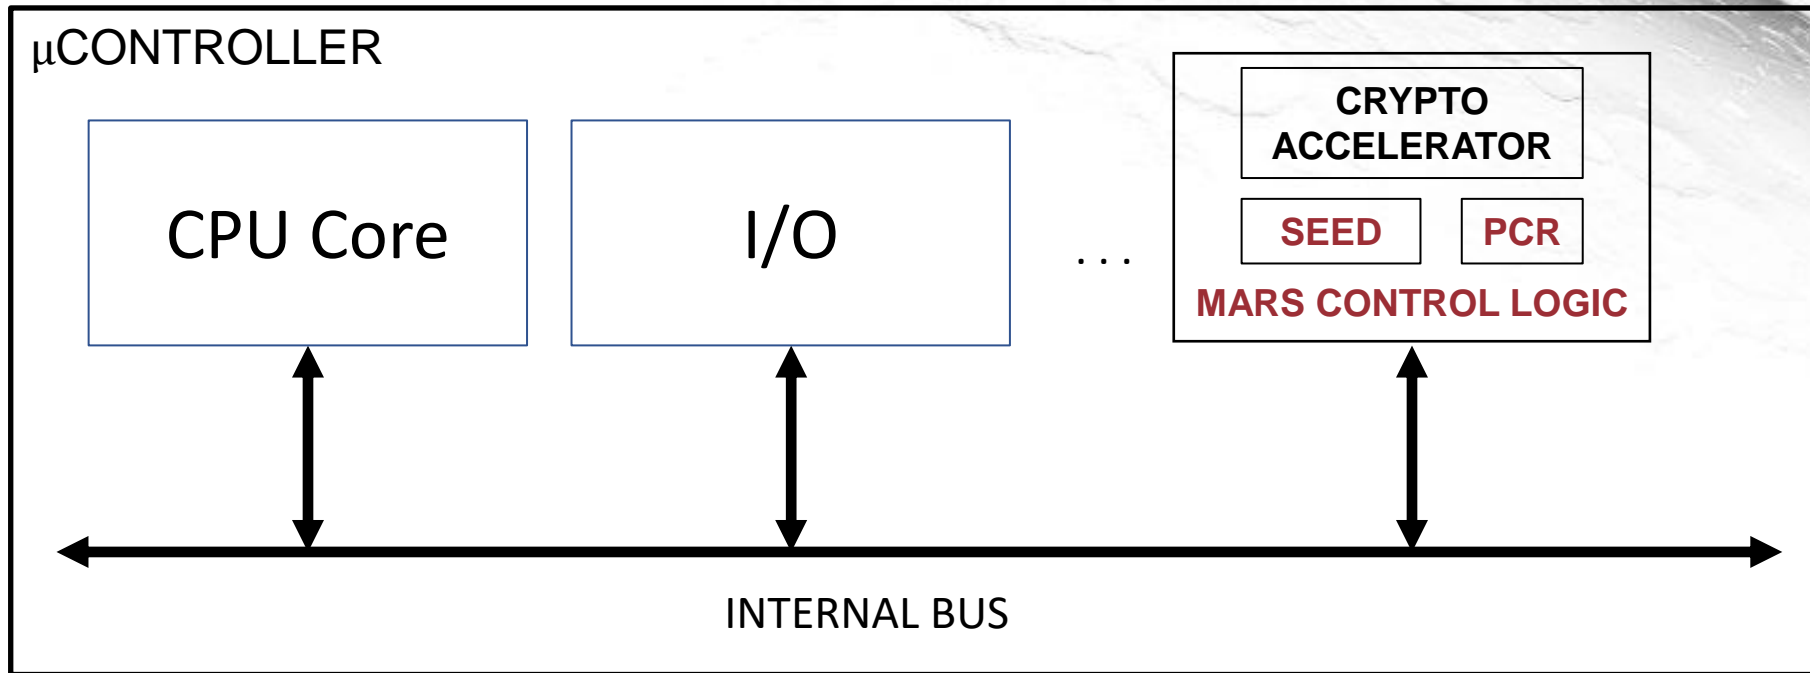 μCONTROLLER
CPU Core
I/O
. . .
CRYPTO
ACCELERATOR
SEED
PCR
MARS CONTROL LOGIC
INTERNAL BUS